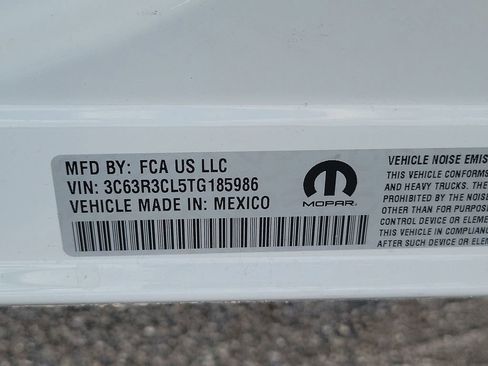 MFD BY: FCA US LLC
VIN: 3C63R3CL5TG185986
VEHICLE MADE IN: MEXICO
MOPAR
VEHICLE NOISE EMIS
THIS VEHICLE CONFORMS
AND HEAVY TRUCKS. THE
PROHIBITED BY THE NOISE
OTHER THAN FOR PURPOS
CONTROL DEVICE OR ELEME
THIS VEHICLE IN COMPLIANC
AFTER SUCH DEVICE OR ELEM